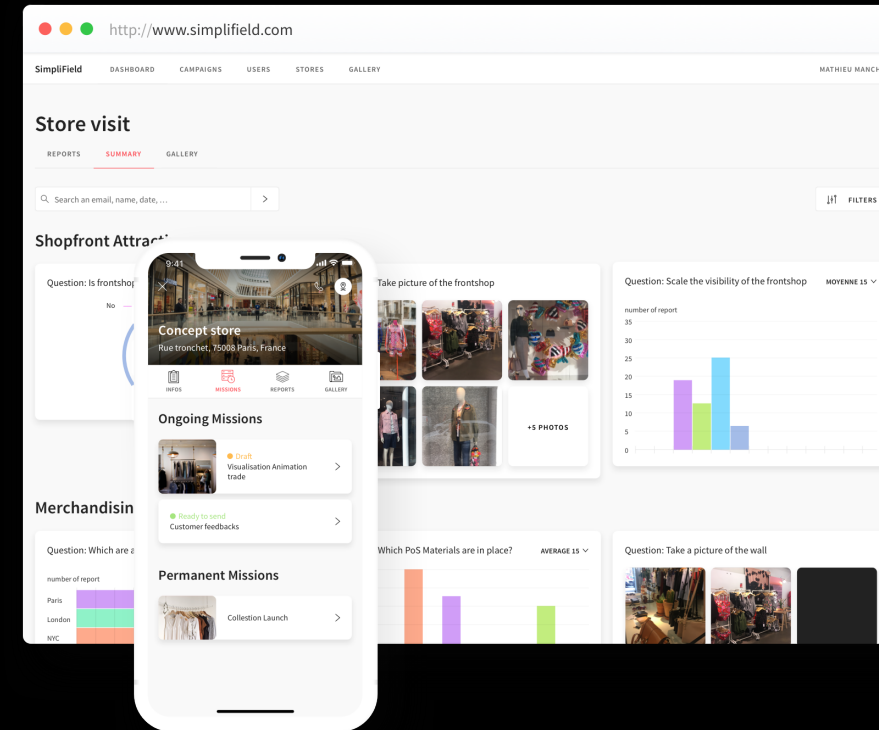 http://www.simplifield.com
SimpliField DASHBOARD CAMPAIGNS USERS STORES GALLERY MATHIEU MANCH
Store visit
REPORTS SUMMARY GALLERY
Search an email, name, date, ...
FILTERS
Shopfront Attracti
Question: Is frontshop
No
Take picture of the frontshop
+5 PHOTOS
Question: Scale the visibility of the frontshop MOYENNE 15
number of report
35
30
25
20
15
10
5
0
9:41
Concept store
Rue tronchet, 75008 Paris, France
INFOS MISSIONS REPORTS GALLERY
Ongoing Missions
Draft
Visualisation Animation
trade
Ready to send
Customer feedbacks
Permanent Missions
Collestion Launch
Merchandisin
Question: Which are a
number of report
Paris
London
NYC
Which PoS Materials are in place? AVERAGE 15
Question: Take a picture of the wall